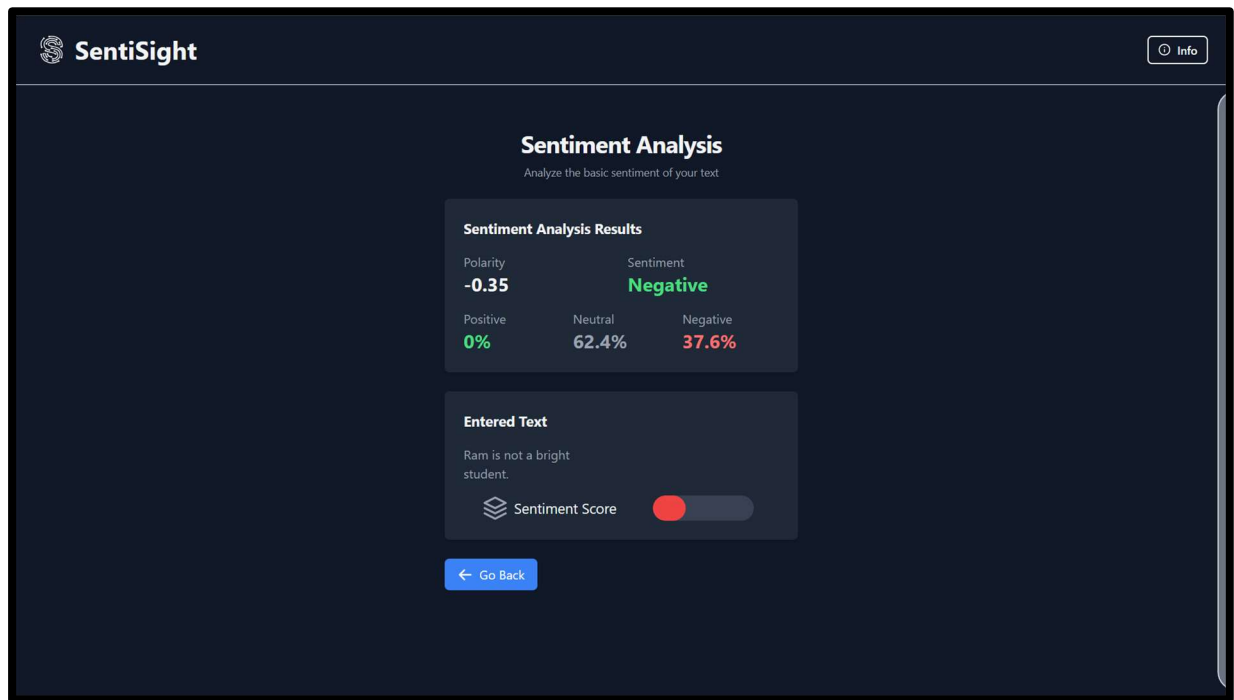 SentiSight
Info
Sentiment Analysis
Analyze the basic sentiment of your text
Sentiment Analysis Results
Polarity Sentiment
-0.35 Negative
Positive Neutral Negative
0% 62.4% 37.6%
Entered Text
Ram is not a bright
student.
Sentiment Score
Go Back